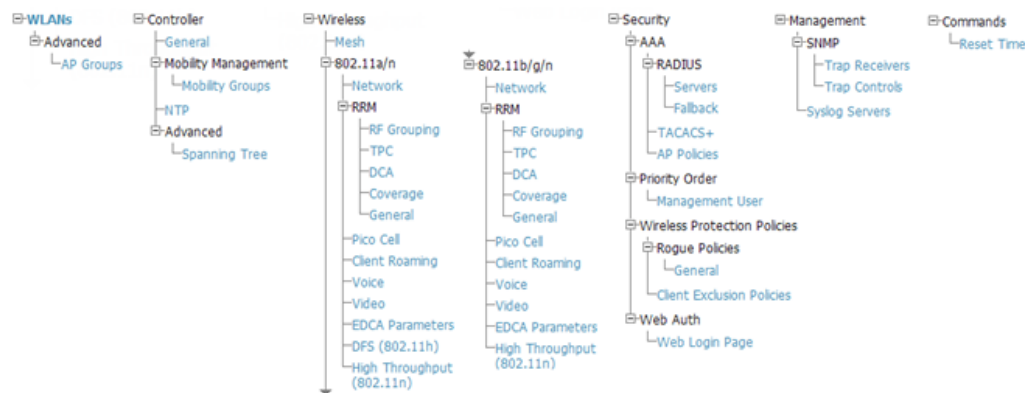 WLANs
Advanced
AP Groups
Controller
General
Mobility Management
Mobility Groups
NTP
Advanced
Spanning Tree
Wireless
Mesh
802.11a/n
Network
RRM
RF Grouping
TPC
DCA
Coverage
General
Pico Cell
Client Roaming
Voice
Video
EDCA Parameters
DFS (802.11h)
High Throughput
(802.11n)
802.11b/g/n
Network
RRM
RF Grouping
TPC
DCA
Coverage
General
Pico Cell
Client Roaming
Voice
Video
EDCA Parameters
High Throughput
(802.11n)
Security
AAA
RADIUS
Servers
Fallback
TACACS+
AP Policies
Priority Order
Management User
Wireless Protection Policies
Rogue Policies
General
Client Exclusion Policies
Web Auth
Web Login Page
Management
SNMP
Trap Receivers
Trap Controls
Syslog Servers
Commands
Reset Time